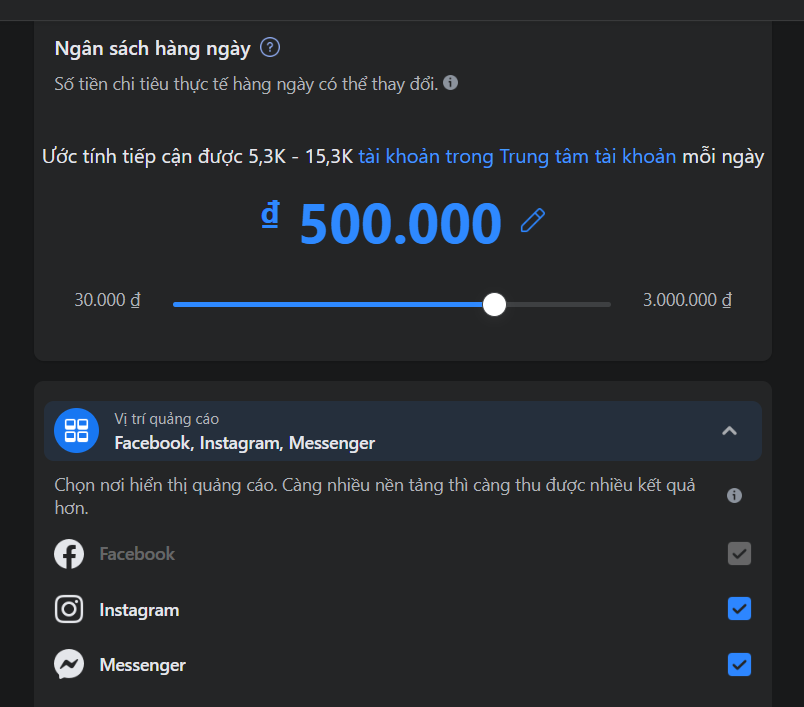 Ngân sách hàng ngày
Số tiền chi tiêu thực tế hàng ngày có thể thay đổi.
Ước tính tiếp cận được 5,3K - 15,3K tài khoản trong Trung tâm tài khoản mỗi ngày
₫ 500.000
30.000 ₫
3.000.000 ₫
Vị trí quảng cáo
Facebook, Instagram, Messenger
Chọn nơi hiển thị quảng cáo. Càng nhiều nền tảng thì càng thu được nhiều kết quả
hơn.
Facebook
Instagram
Messenger